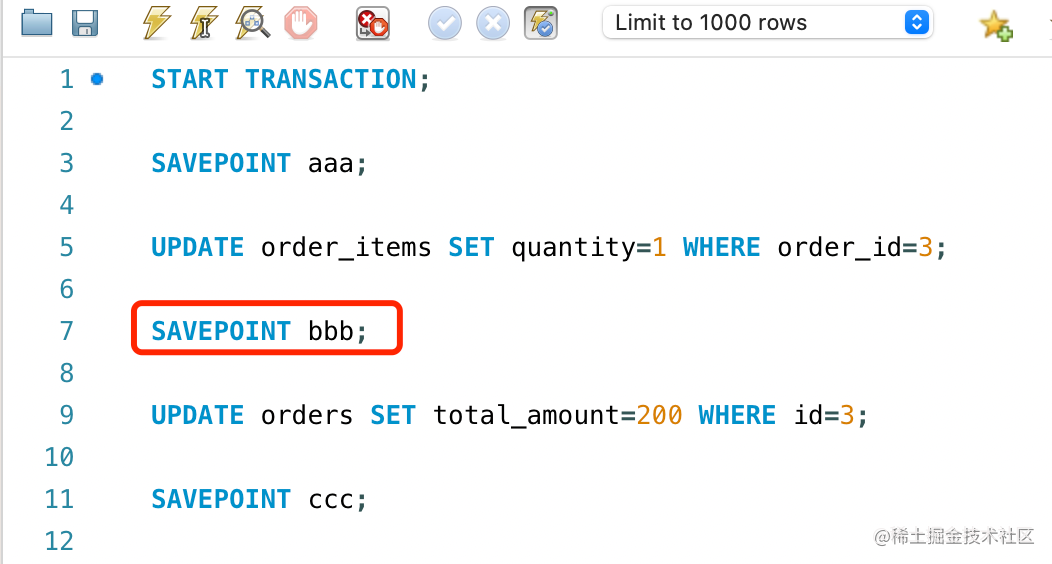 Limit to 1000 rows
1 START TRANSACTION;
2
3 SAVEPOINT aaa;
4
5 UPDATE order_items SET quantity=1 WHERE order_id=3;
6
7 SAVEPOINT bbb;
8
9 UPDATE orders SET total_amount=200 WHERE id=3;
10
11 SAVEPOINT ccc;
12
@稀土掘金技术社区